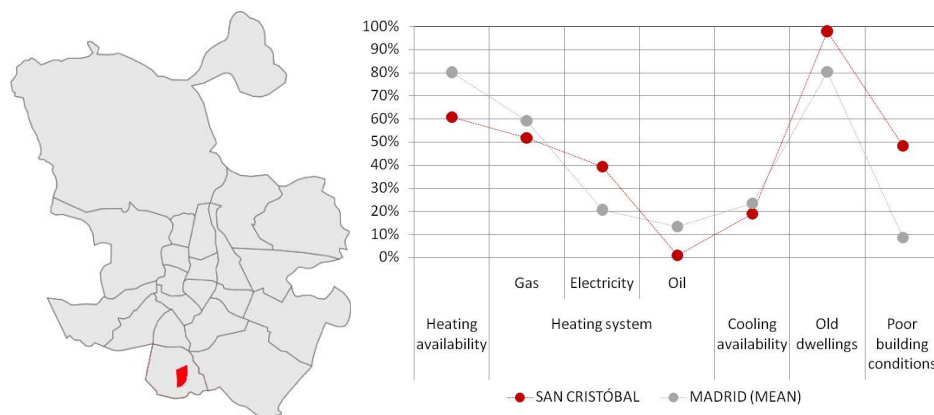 100%
90%
80%
70%
60%
50%
40%
30%
20%
10%
0%
Gas Electricity Oil
Heating availability
Heating system
Cooling availability
Old dwellings
Poor building conditions
SAN CRISTÓBAL MADRID (MEAN)